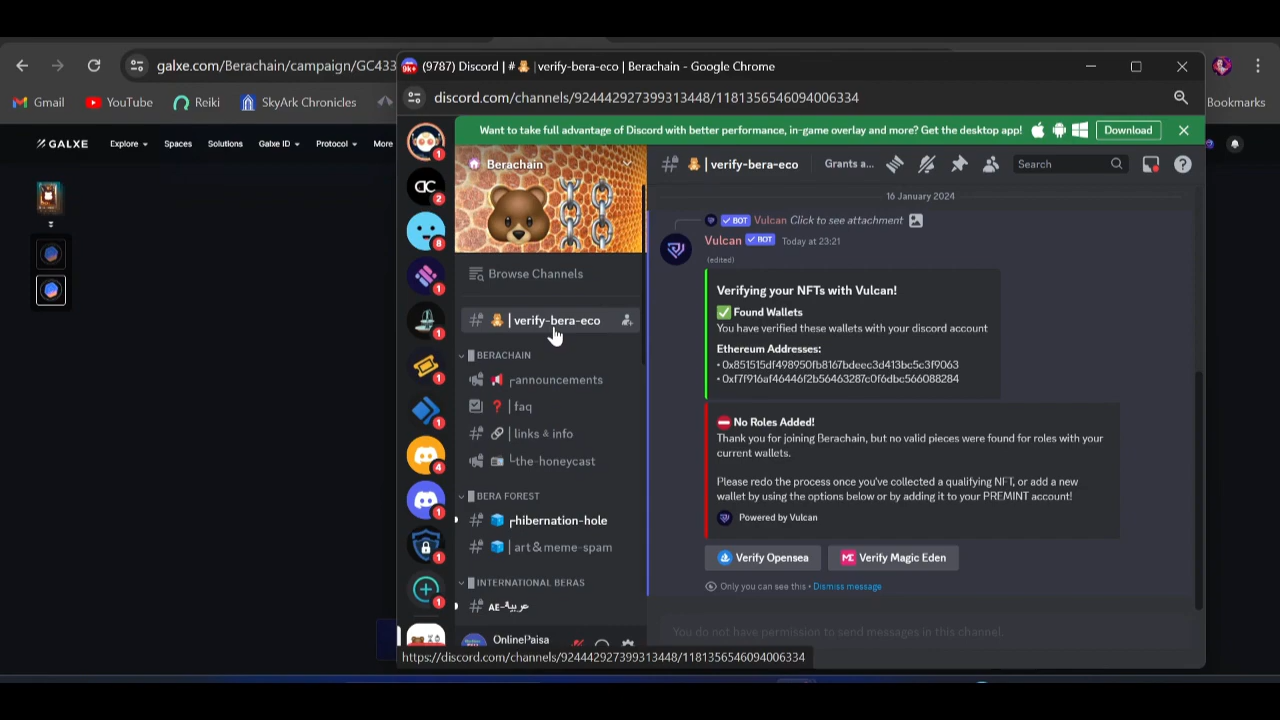 galxe.com/Berachain/campaign/GC433
9k+ (9787) Discord | # | verify-bera-eco | Berachain - Google Chrome
Gmail YouTube Reiki SkyArk Chronicles
discord.com/channels/924442927399313448/1181356546094006334
Bookmarks
Want to take full advantage of Discord with better performance, in-game overlay and more? Get the desktop app! Download
GALXE Explore Spaces Solutions Galxe ID Protocol More
Berachain
# | verify-bera-eco Grants a... Search
16 January 2024
BOT Vulcan Click to see attachment
Vulcan BOT Today at 23:21
(edited)
Browse Channels
Verifying your NFTs with Vulcan!
Found Wallets
You have verified these wallets with your discord account
| verify-bera-eco
Ethereum Addresses:
BERACHAIN
• 0x851515df498950fb8167bdeec3d413bc5c3f9063
┌announcements
• 0xf7f916af46446f2b56463287c0f6dbc566088284
| faq
No Roles Added!
| links & info
Thank you for joining Berachain, but no valid pieces were found for roles with your
current wallets.
└the-honeycast
Please redo the process once you've collected a qualifying NFT, or add a new
wallet by using the options below or by adding it to your PREMINT account!
BERA FOREST
Powered by Vulcan
┌hibernation-hole
| art&meme-spam
Verify Opensea ME Verify Magic Eden
INTERNATIONAL BERAS
Only you can see this • Dismiss message
AE-عربية
You do not have permission to send messages in this channel.
OnlinePaisa
https://discord.com/channels/924442927399313448/1181356546094006334